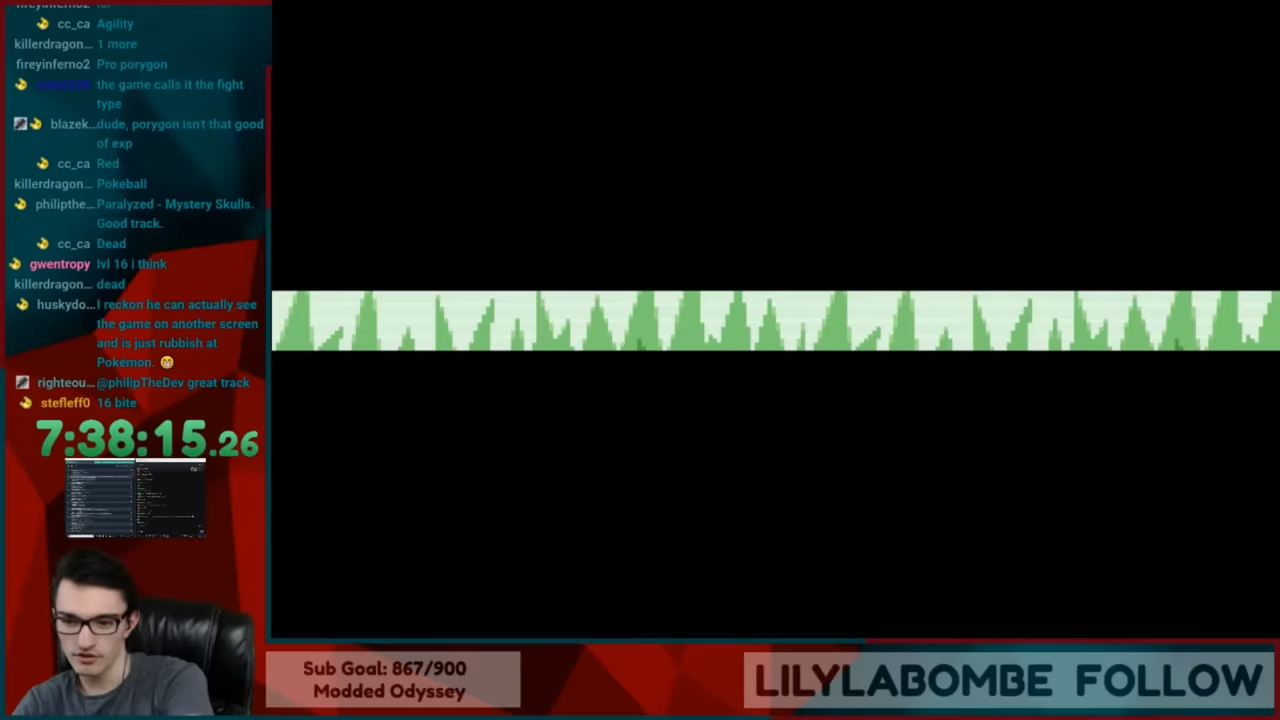 cc_ca Agility
killerdragon... 1 more
fireyinferno2 Pro porygon
the game calls it the fight
type
blazek... dude, porygon isn't that good
of exp
cc_ca Red
killerdragon... Pokeball
philipthe... Paralyzed - Mystery Skulls.
Good track.
cc_ca Dead
gwentropy lvl 16 i think
killerdragon... dead
huskydo... I reckon he can actually see
the game on another screen
and is just rubbish at
Pokemon. 😁
righteou... @philipTheDev great track
stefleff0 16 bite
7:38:15.26
Sub Goal: 867/900
Modded Odyssey
LILYLABOMBE FOLLOW